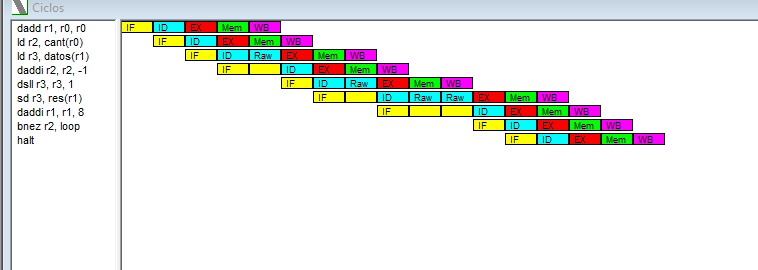 Ciclos
dadd r1, r0, r0 IF ID EX Mem WB
ld r2, cant(r0) IF ID EX Mem WB
ld r3, datos(r1) IF ID Raw EX Mem WB
daddi r2, r2, -1 IF ID EX Mem WB
dsll r3, r3, 1 IF ID Raw EX Mem WB
sd r3, res(r1) IF ID Raw Raw EX Mem WB
daddi r1, r1, 8 IF ID EX Mem WB
bnez r2, loop IF ID EX Mem WB
halt IF ID EX Mem WB